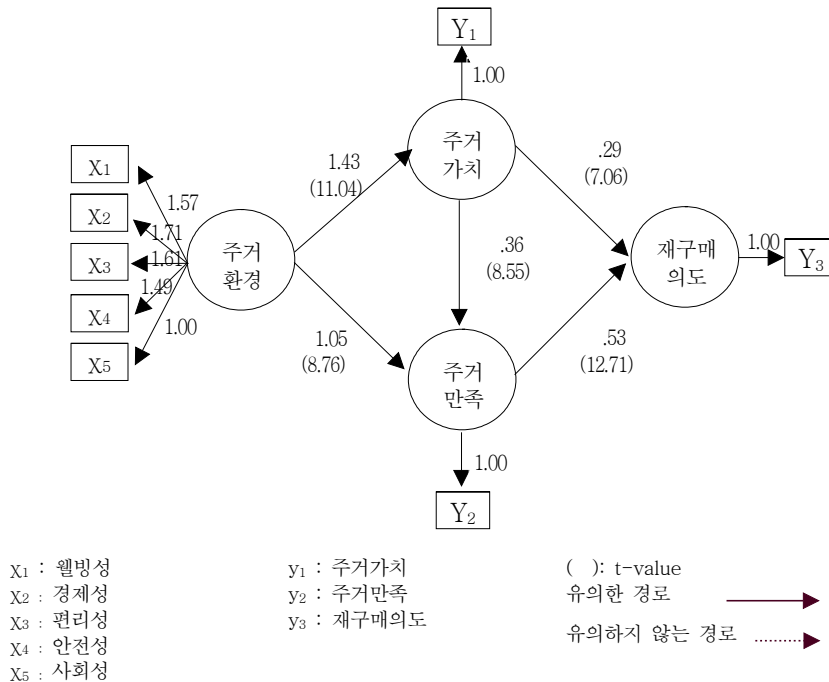 Y₁
1.00
주거
가치
1.43
(11.04)
.29
(7.06)
X₁
X₂
X₃
X₄
X₅
1.57
1.71
1.61
1.49
1.00
주거
환경
.36
(8.55)
재구매
의도
1.00
Y₃
1.05
(8.76)
.53
(12.71)
주거
만족
1.00
Y₂
X₁ : 웰빙성
X₂ : 경제성
X₃ : 편리성
X₄ : 안전성
X₅ : 사회성
y₁ : 주거가치
y₂ : 주거만족
y₃ : 재구매의도
( ): t-value
유의한 경로
유의하지 않는 경로